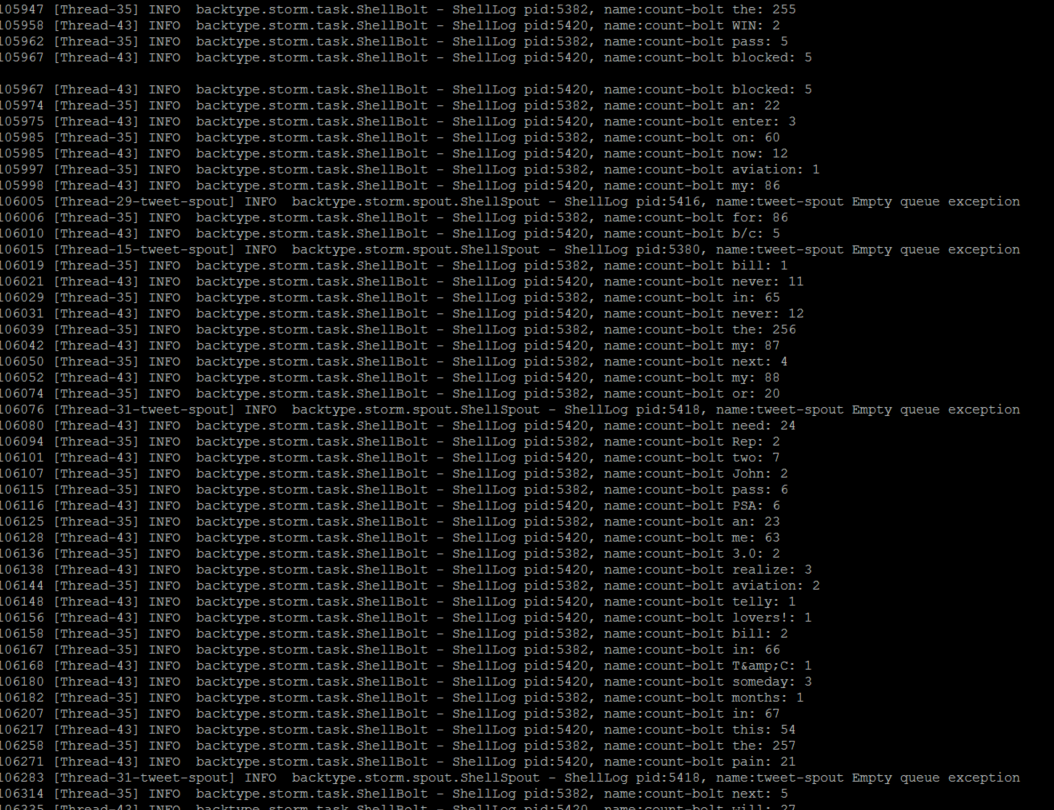 105947 [Thread-35] INFO  backtype.storm.task.ShellBolt - ShellLog pid:5382, name:count-bolt the: 255
105958 [Thread-43] INFO  backtype.storm.task.ShellBolt - ShellLog pid:5420, name:count-bolt WIN: 2
105962 [Thread-35] INFO  backtype.storm.task.ShellBolt - ShellLog pid:5382, name:count-bolt pass: 5
105967 [Thread-43] INFO  backtype.storm.task.ShellBolt - ShellLog pid:5420, name:count-bolt blocked: 5
105967 [Thread-43] INFO  backtype.storm.task.ShellBolt - ShellLog pid:5420, name:count-bolt blocked: 5
105974 [Thread-35] INFO  backtype.storm.task.ShellBolt - ShellLog pid:5382, name:count-bolt an: 22
105975 [Thread-43] INFO  backtype.storm.task.ShellBolt - ShellLog pid:5420, name:count-bolt enter: 3
105985 [Thread-35] INFO  backtype.storm.task.ShellBolt - ShellLog pid:5382, name:count-bolt on: 60
105985 [Thread-43] INFO  backtype.storm.task.ShellBolt - ShellLog pid:5420, name:count-bolt now: 12
105997 [Thread-35] INFO  backtype.storm.task.ShellBolt - ShellLog pid:5382, name:count-bolt aviation: 1
105998 [Thread-43] INFO  backtype.storm.task.ShellBolt - ShellLog pid:5420, name:count-bolt my: 86
106005 [Thread-29-tweet-spout] INFO  backtype.storm.spout.ShellSpout - ShellLog pid:5416, name:tweet-spout Empty queue exception
106006 [Thread-35] INFO  backtype.storm.task.ShellBolt - ShellLog pid:5382, name:count-bolt for: 86
106010 [Thread-43] INFO  backtype.storm.task.ShellBolt - ShellLog pid:5420, name:count-bolt b/c: 5
106015 [Thread-15-tweet-spout] INFO  backtype.storm.spout.ShellSpout - ShellLog pid:5380, name:tweet-spout Empty queue exception
106019 [Thread-35] INFO  backtype.storm.task.ShellBolt - ShellLog pid:5382, name:count-bolt bill: 1
106021 [Thread-43] INFO  backtype.storm.task.ShellBolt - ShellLog pid:5420, name:count-bolt never: 11
106029 [Thread-35] INFO  backtype.storm.task.ShellBolt - ShellLog pid:5382, name:count-bolt in: 65
106031 [Thread-43] INFO  backtype.storm.task.ShellBolt - ShellLog pid:5420, name:count-bolt never: 12
106039 [Thread-35] INFO  backtype.storm.task.ShellBolt - ShellLog pid:5382, name:count-bolt the: 256
106042 [Thread-43] INFO  backtype.storm.task.ShellBolt - ShellLog pid:5420, name:count-bolt my: 87
106050 [Thread-35] INFO  backtype.storm.task.ShellBolt - ShellLog pid:5382, name:count-bolt next: 4
106052 [Thread-43] INFO  backtype.storm.task.ShellBolt - ShellLog pid:5420, name:count-bolt my: 88
106074 [Thread-35] INFO  backtype.storm.task.ShellBolt - ShellLog pid:5382, name:count-bolt or: 20
106076 [Thread-31-tweet-spout] INFO  backtype.storm.spout.ShellSpout - ShellLog pid:5418, name:tweet-spout Empty queue exception
106080 [Thread-43] INFO  backtype.storm.task.ShellBolt - ShellLog pid:5420, name:count-bolt need: 24
106094 [Thread-35] INFO  backtype.storm.task.ShellBolt - ShellLog pid:5382, name:count-bolt Rep: 2
106101 [Thread-43] INFO  backtype.storm.task.ShellBolt - ShellLog pid:5420, name:count-bolt two: 7
106107 [Thread-35] INFO  backtype.storm.task.ShellBolt - ShellLog pid:5382, name:count-bolt John: 2
106115 [Thread-35] INFO  backtype.storm.task.ShellBolt - ShellLog pid:5382, name:count-bolt pass: 6
106116 [Thread-43] INFO  backtype.storm.task.ShellBolt - ShellLog pid:5420, name:count-bolt PSA: 6
106125 [Thread-35] INFO  backtype.storm.task.ShellBolt - ShellLog pid:5382, name:count-bolt an: 23
106128 [Thread-43] INFO  backtype.storm.task.ShellBolt - ShellLog pid:5420, name:count-bolt me: 63
106136 [Thread-35] INFO  backtype.storm.task.ShellBolt - ShellLog pid:5382, name:count-bolt 3.0: 2
106138 [Thread-43] INFO  backtype.storm.task.ShellBolt - ShellLog pid:5420, name:count-bolt realize: 3
106144 [Thread-35] INFO  backtype.storm.task.ShellBolt - ShellLog pid:5382, name:count-bolt aviation: 2
106148 [Thread-43] INFO  backtype.storm.task.ShellBolt - ShellLog pid:5420, name:count-bolt telly: 1
106156 [Thread-43] INFO  backtype.storm.task.ShellBolt - ShellLog pid:5420, name:count-bolt lovers!: 1
106158 [Thread-35] INFO  backtype.storm.task.ShellBolt - ShellLog pid:5382, name:count-bolt bill: 2
106167 [Thread-35] INFO  backtype.storm.task.ShellBolt - ShellLog pid:5382, name:count-bolt in: 66
106168 [Thread-43] INFO  backtype.storm.task.ShellBolt - ShellLog pid:5420, name:count-bolt T&amp;C: 1
106180 [Thread-43] INFO  backtype.storm.task.ShellBolt - ShellLog pid:5420, name:count-bolt someday: 3
106182 [Thread-35] INFO  backtype.storm.task.ShellBolt - ShellLog pid:5382, name:count-bolt months: 1
106207 [Thread-35] INFO  backtype.storm.task.ShellBolt - ShellLog pid:5382, name:count-bolt in: 67
106217 [Thread-43] INFO  backtype.storm.task.ShellBolt - ShellLog pid:5420, name:count-bolt this: 54
106258 [Thread-35] INFO  backtype.storm.task.ShellBolt - ShellLog pid:5382, name:count-bolt the: 257
106271 [Thread-43] INFO  backtype.storm.task.ShellBolt - ShellLog pid:5420, name:count-bolt pain: 21
106283 [Thread-31-tweet-spout] INFO  backtype.storm.spout.ShellSpout - ShellLog pid:5418, name:tweet-spout Empty queue exception
106314 [Thread-35] INFO  backtype.storm.task.ShellBolt - ShellLog pid:5382, name:count-bolt next: 5
106335 [Thread-43] INFO  backtype.storm.task.ShellBolt - ShellLog pid:5420, name:count-bolt will: 27